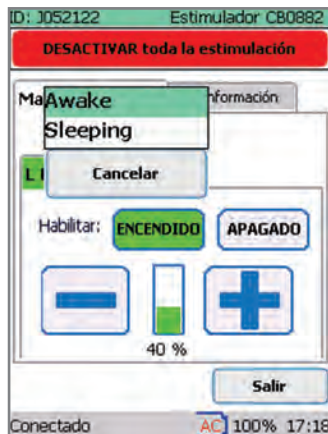 ID: J052122 Estimulador CB0882
DESACTIVAR toda la estimulación
Ma Awake nformación
Sleeping
L I Cancelar
Habilitar: ENCENDIDO APAGADO
40 %
Salir
Conectado AC 100% 17:18